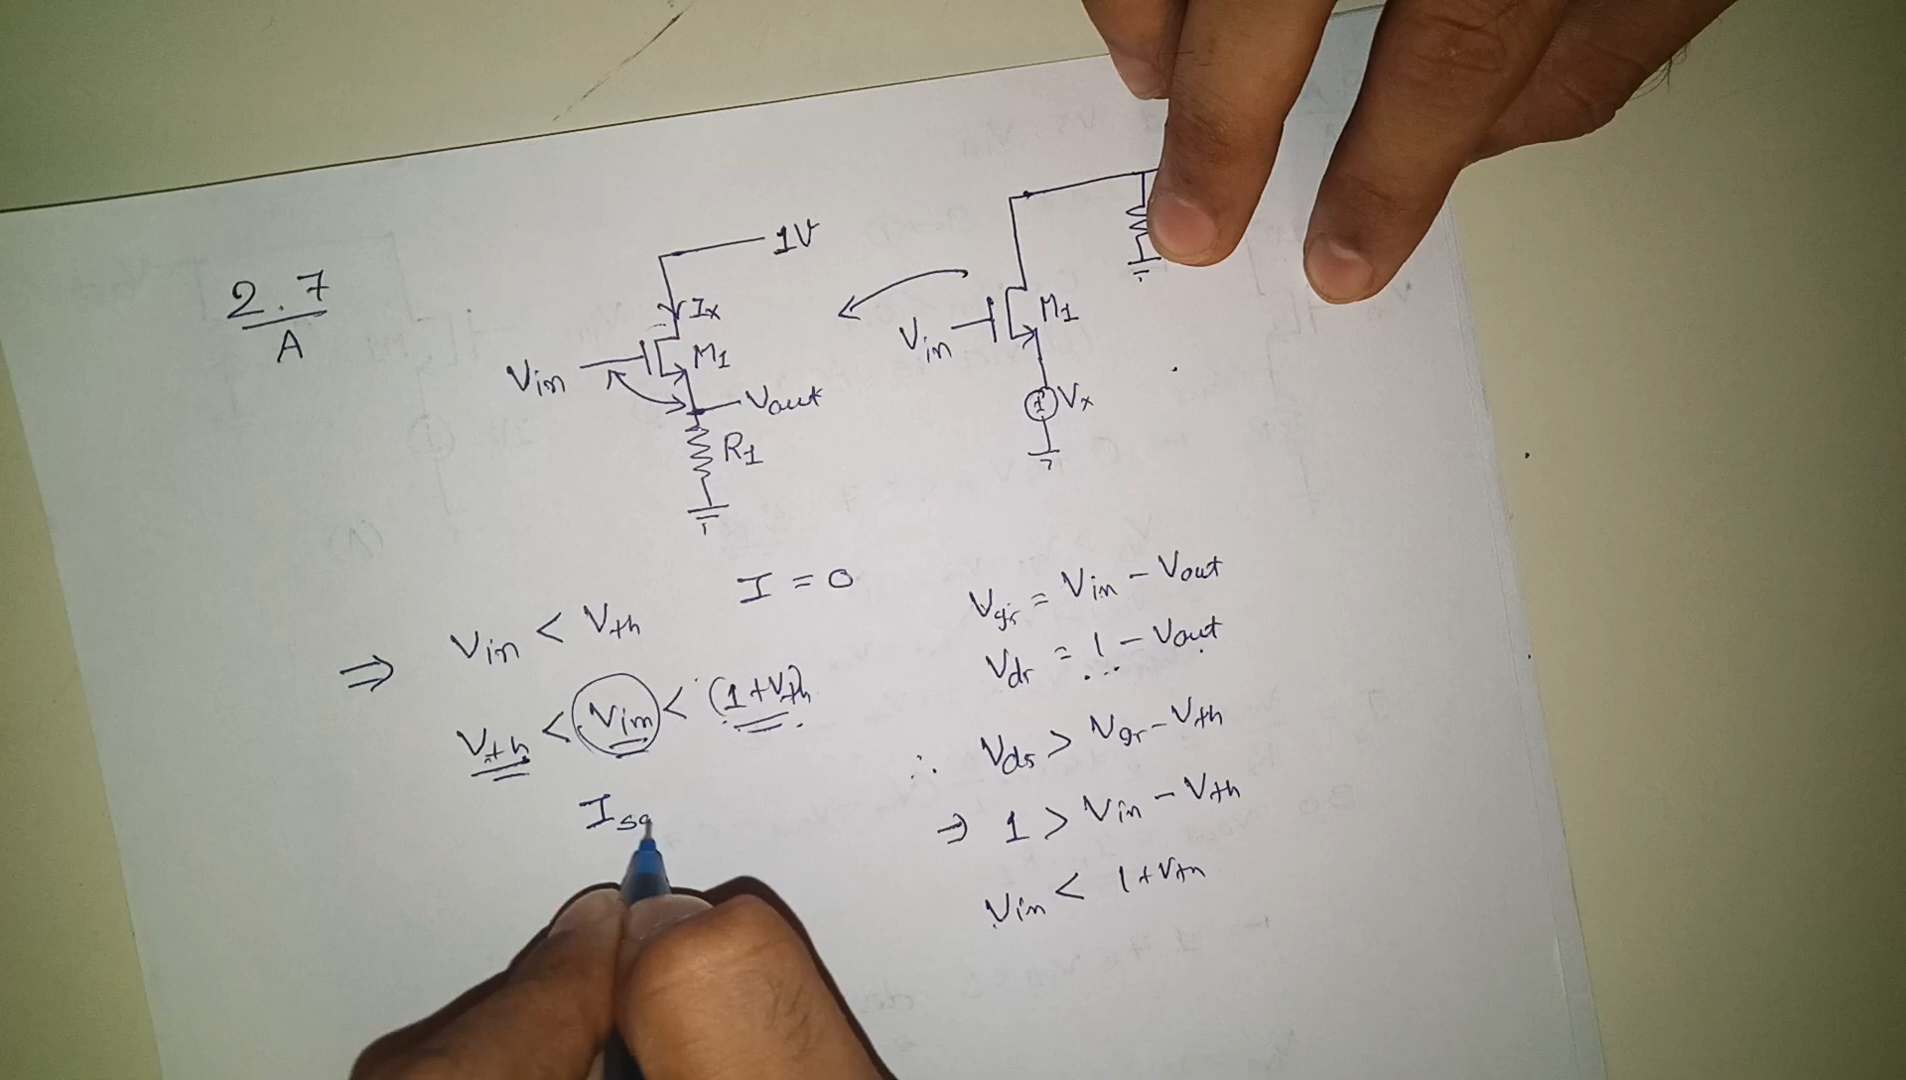 2.7
A
1V
Ix
Vin
M1
Vout
R1
Vin
M1
Vx
I = 0
⇒ Vin < Vth
Vth < Vin < (1+Vth)
Isa
Vgs = Vin - Vout
Vds = 1 - Vout
∴ Vds > Vgs - Vth
⇒ 1 > Vin - Vth
Vin < 1+Vth